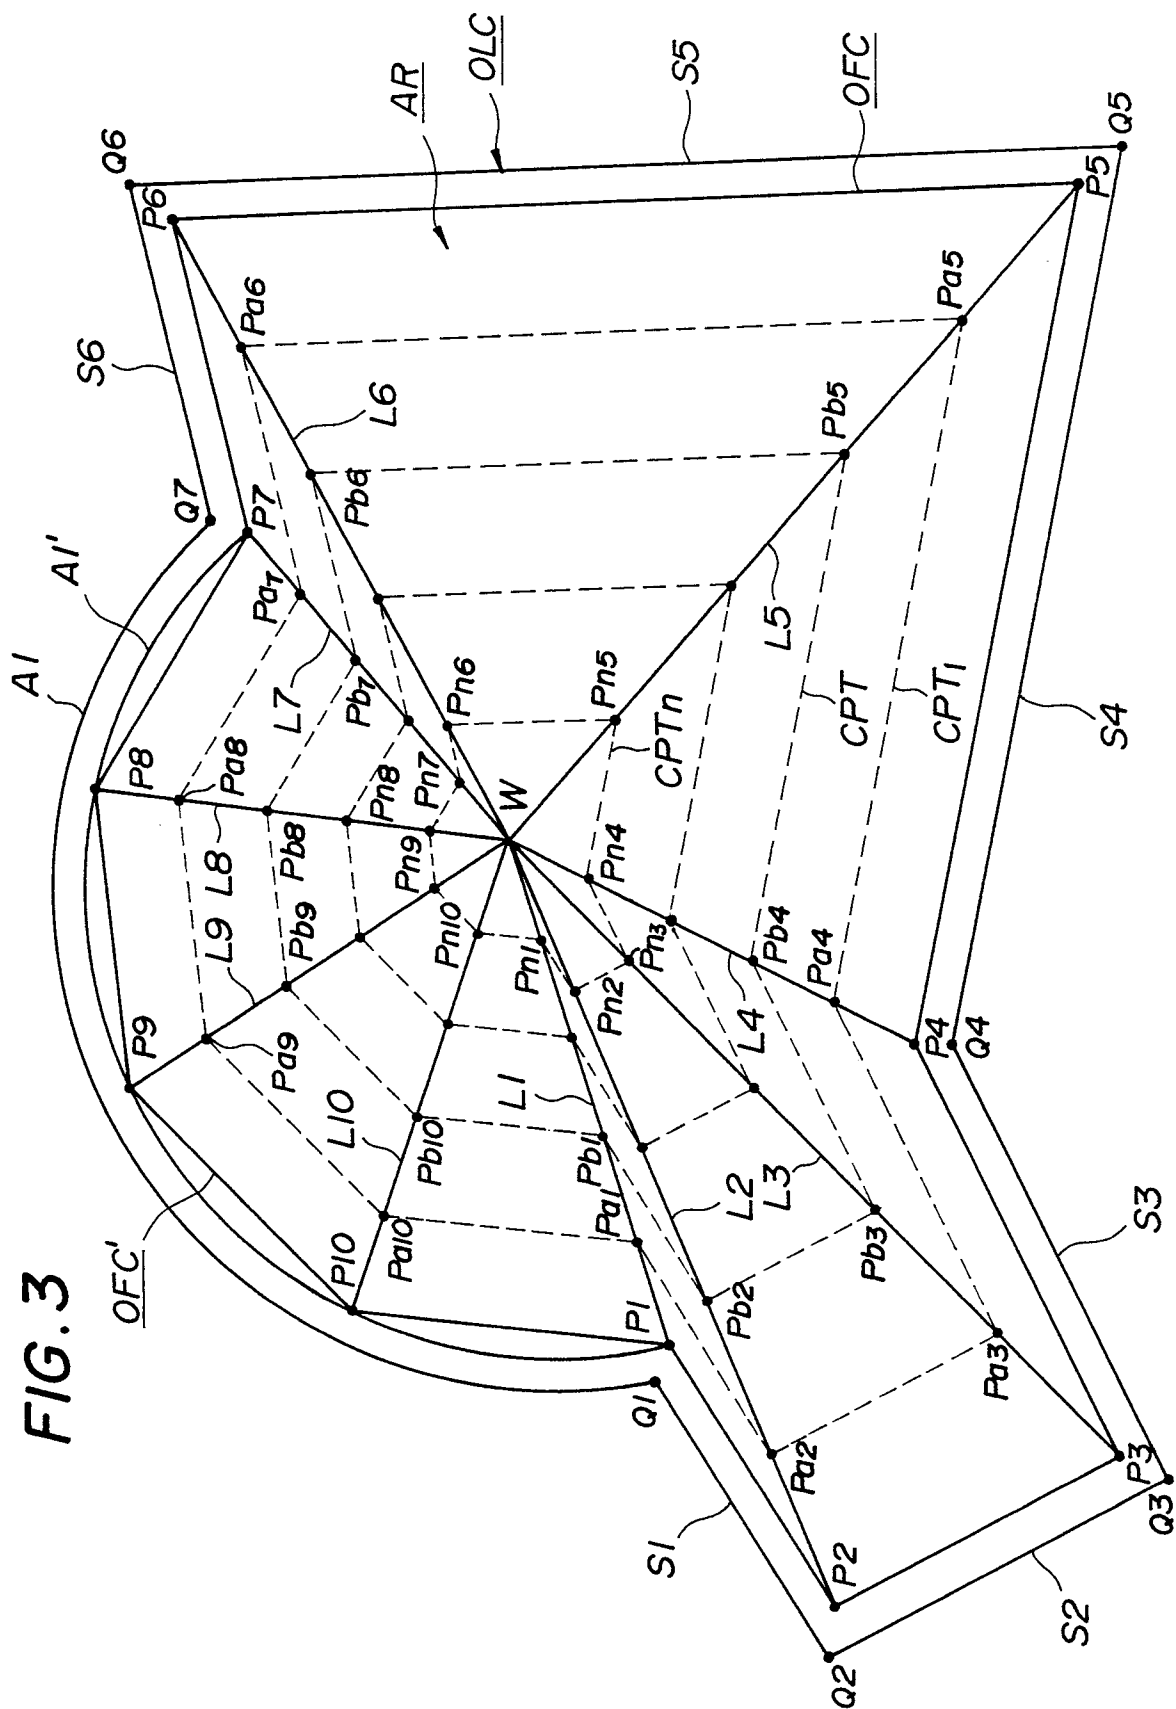 FIG. 3
OFC'
A1
A1'
S6
Q6
AR
OLC
S5
OFC
Q5
P6
Pa6
Q7
P7
L6
Pb6
Pa7
L7
Pb7
P8
Pa8
L8
Pb8
Pn8
Pn7
Pn6
L9
P9
Pb9
Pn9
Pa9
W
Pn5
CPTn
L5
Pb5
Pa5
P5
CPT
CPT1
S4
L10
P10
Pa10
Pb10
Pn10
Pn1
L1
Pb1
Pa1
P1
Q1
Pn2
Pn3
Pn4
Pb4
Pa4
L4
P4
Q4
L2
L3
Pb2
Pb3
Pa2
Pa3
S3
S1
P2
Q2
S2
P3
Q3